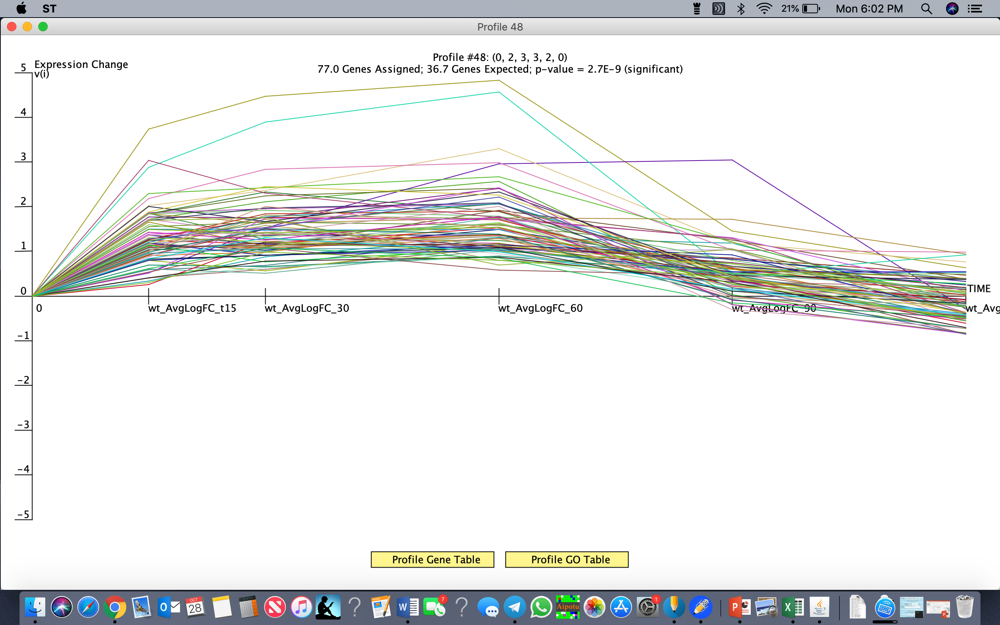 ST
21%
Mon 6:02 PM
Profile 48
Profile #48: (0, 2, 3, 3, 2, 0)
77.0 Genes Assigned; 36.7 Genes Expected; p-value = 2.7E-9 (significant)
Expression Change
v(i)
5
4
3
2
1
0
-1
-2
-3
-4
-5
TIME
0
wt_AvgLogFC_t15
wt_AvgLogFC_30
wt_AvgLogFC_60
wt_AvgLogFC_90
wt_Avg
Profile Gene Table
Profile GO Table
OCT
28
PAGES
W
7
Aipotu
1
P
X
TXT